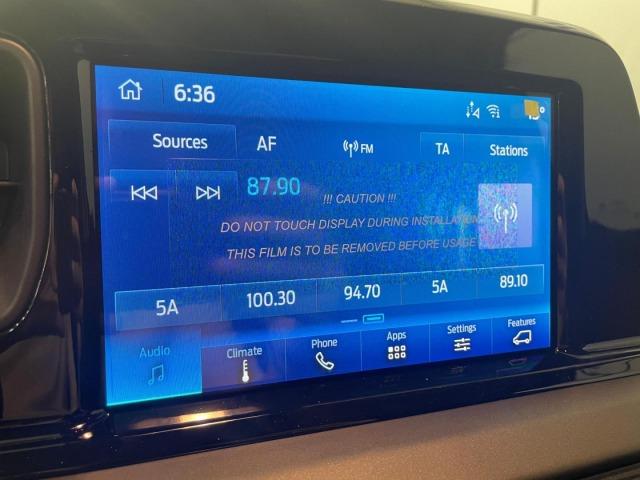 6:36
Sources AF FM TA Stations
87.90
!!! CAUTION !!!
DO NOT TOUCH DISPLAY DURING INSTALLATION
THIS FILM IS TO BE REMOVED BEFORE USAGE
5A 100.30 94.70 5A 89.10
Audio Climate Phone Apps Settings Features